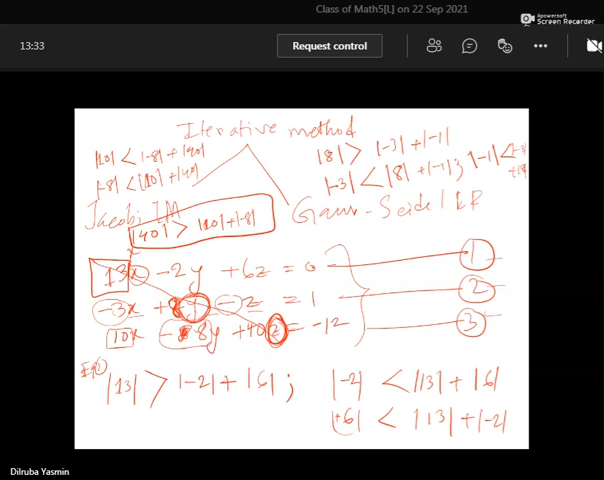 Class of Math5[L] on 22 Sep 2021
Apowersoft
Screen Recorder
13:33
Request control
Iterative method
|10| < |-8| + |40|
|-8| < |10| + |40|
|8| > |-3| + |-1|
|-3| < |8| + |-1|; |-1| < |-3|
+ |8|
Jacobi IM
Gauss-Seidel
|40| > |10| + |-8|
13x - 2y + 6z = 0 1
-3x + 8y - z = 1 2
10x - 8y + 40z = -12 3
|13| > |-2| + |6| ;
|-2| < |13| + |6|
|+6| < |13| + |-2|
Dilruba Yasmin